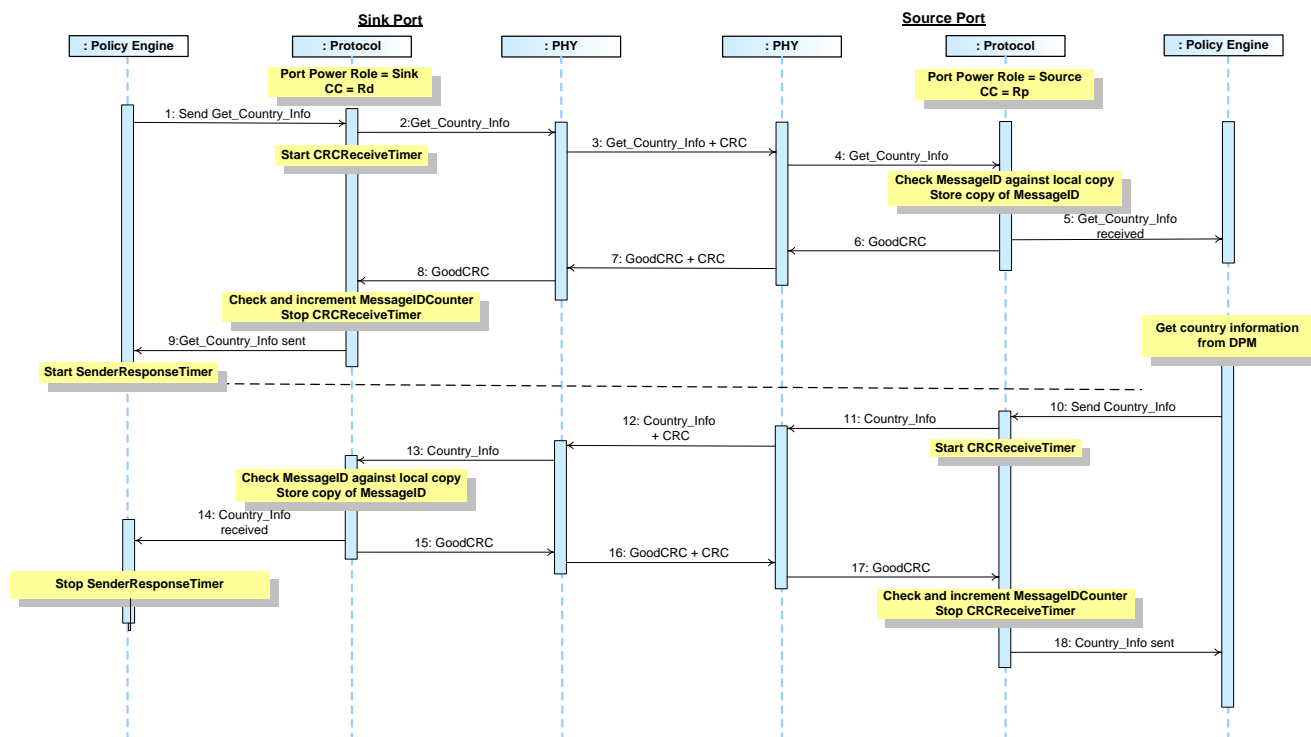 Sink Port
Source Port
: Policy Engine
: Protocol
: PHY
: PHY
: Protocol
: Policy Engine
Port Power Role = Sink
CC = Rd
Port Power Role = Source
CC = Rp
1: Send Get_Country_Info
2:Get_Country_Info
Start CRCReceiveTimer
3: Get_Country_Info + CRC
4: Get_Country_Info
Check MessageID against local copy
Store copy of MessageID
5: Get_Country_Info
received
6: GoodCRC
7: GoodCRC + CRC
8: GoodCRC
Check and increment MessageIDCounter
Stop CRCReceiveTimer
9:Get_Country_Info sent
Start SenderResponseTimer
Get country information
from DPM
10: Send Country_Info
11: Country_Info
Start CRCReceiveTimer
12: Country_Info
+ CRC
13: Country_Info
Check MessageID against local copy
Store copy of MessageID
14: Country_Info
received
15: GoodCRC
16: GoodCRC + CRC
17: GoodCRC
Stop SenderResponseTimer
Check and increment MessageIDCounter
Stop CRCReceiveTimer
18: Country_Info sent